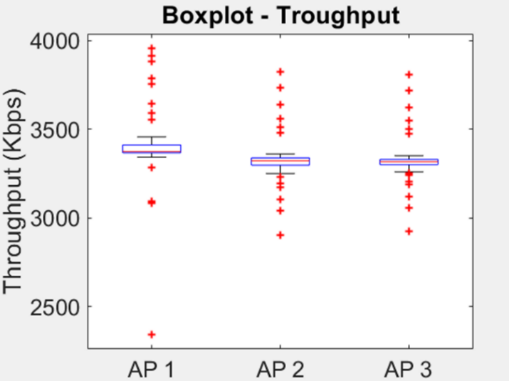 Boxplot - Troughput
Throughput (Kbps)
4000
3500
3000
2500
AP 1 AP 2 AP 3